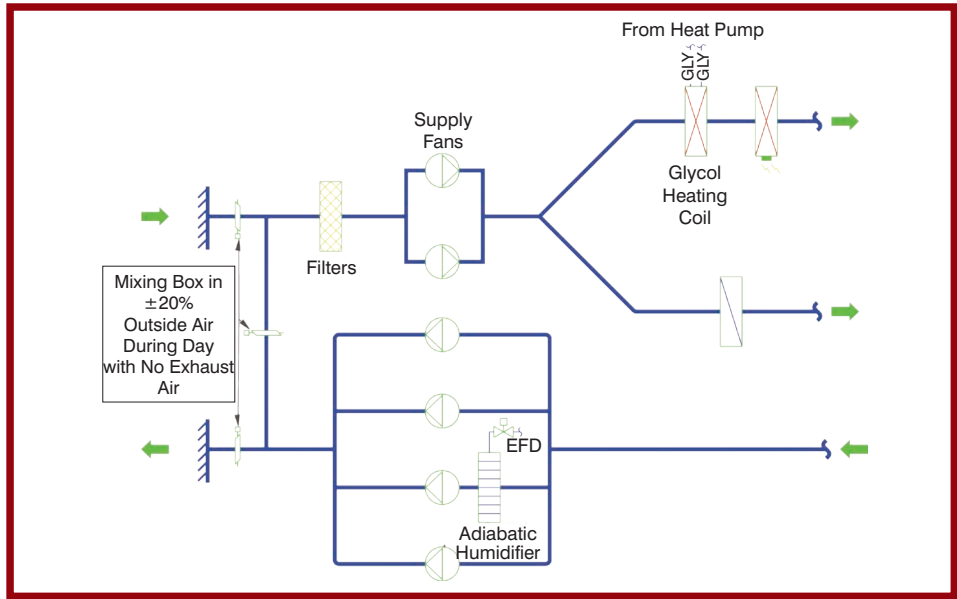 From Heat Pump
GLY
GLY
Supply
Fans
Glycol
Heating
Coil
Filters
Mixing Box in
±20%
Outside Air
During Day
with No Exhaust
Air
EFD
Adiabatic
Humidifier